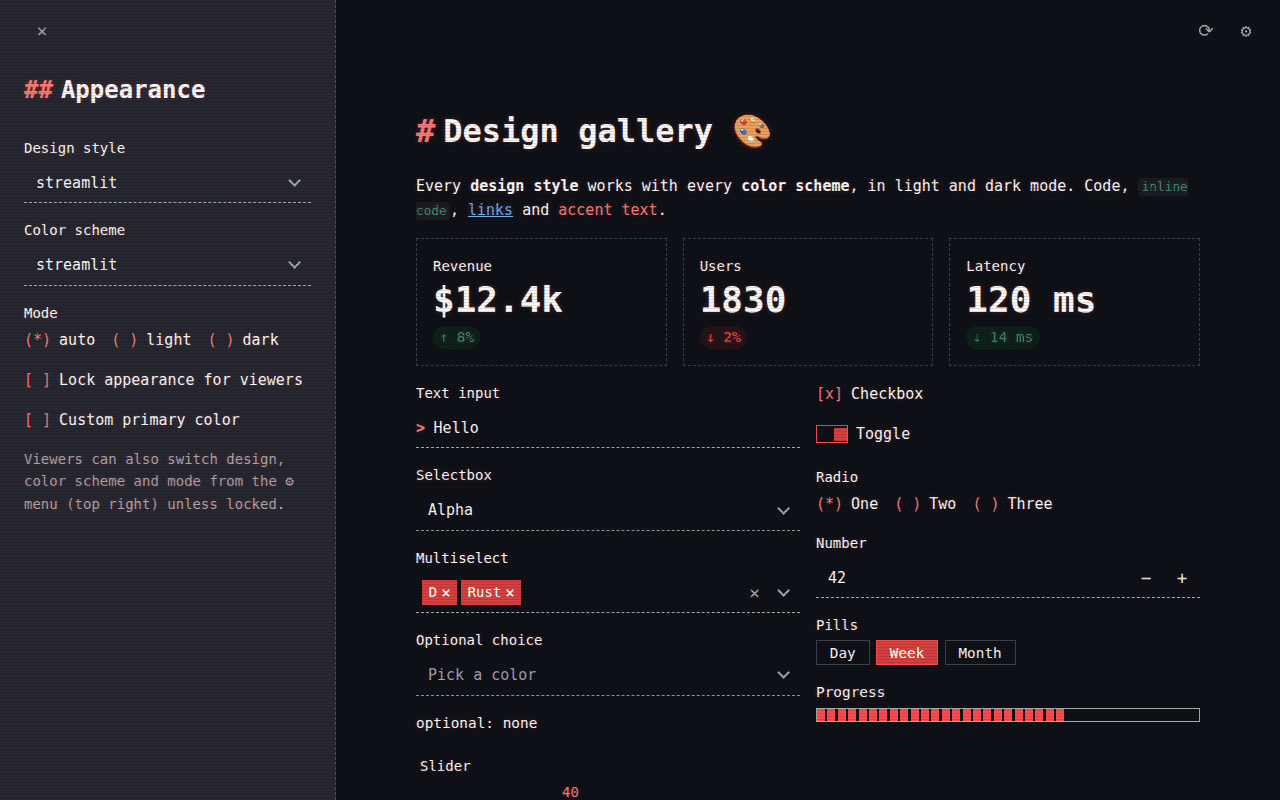 ×
## Appearance
Design style
streamlit
Color scheme
streamlit
Mode
(*) auto ( ) light ( ) dark
[ ] Lock appearance for viewers
[ ] Custom primary color
Viewers can also switch design,
color scheme and mode from the ⚙
menu (top right) unless locked.
⟳ ⚙
# Design gallery 🎨
Every design style works with every color scheme, in light and dark mode. Code, inline
code, links and accent text.
Revenue
$12.4k
↑ 8%
Users
1830
↓ 2%
Latency
120 ms
↓ 14 ms
Text input
> Hello
Selectbox
Alpha
Multiselect
D × Rust ×
×
Optional choice
Pick a color
optional: none
Slider
40
[x] Checkbox
Toggle
Radio
(*) One ( ) Two ( ) Three
Number
42 − +
Pills
Day Week Month
Progress